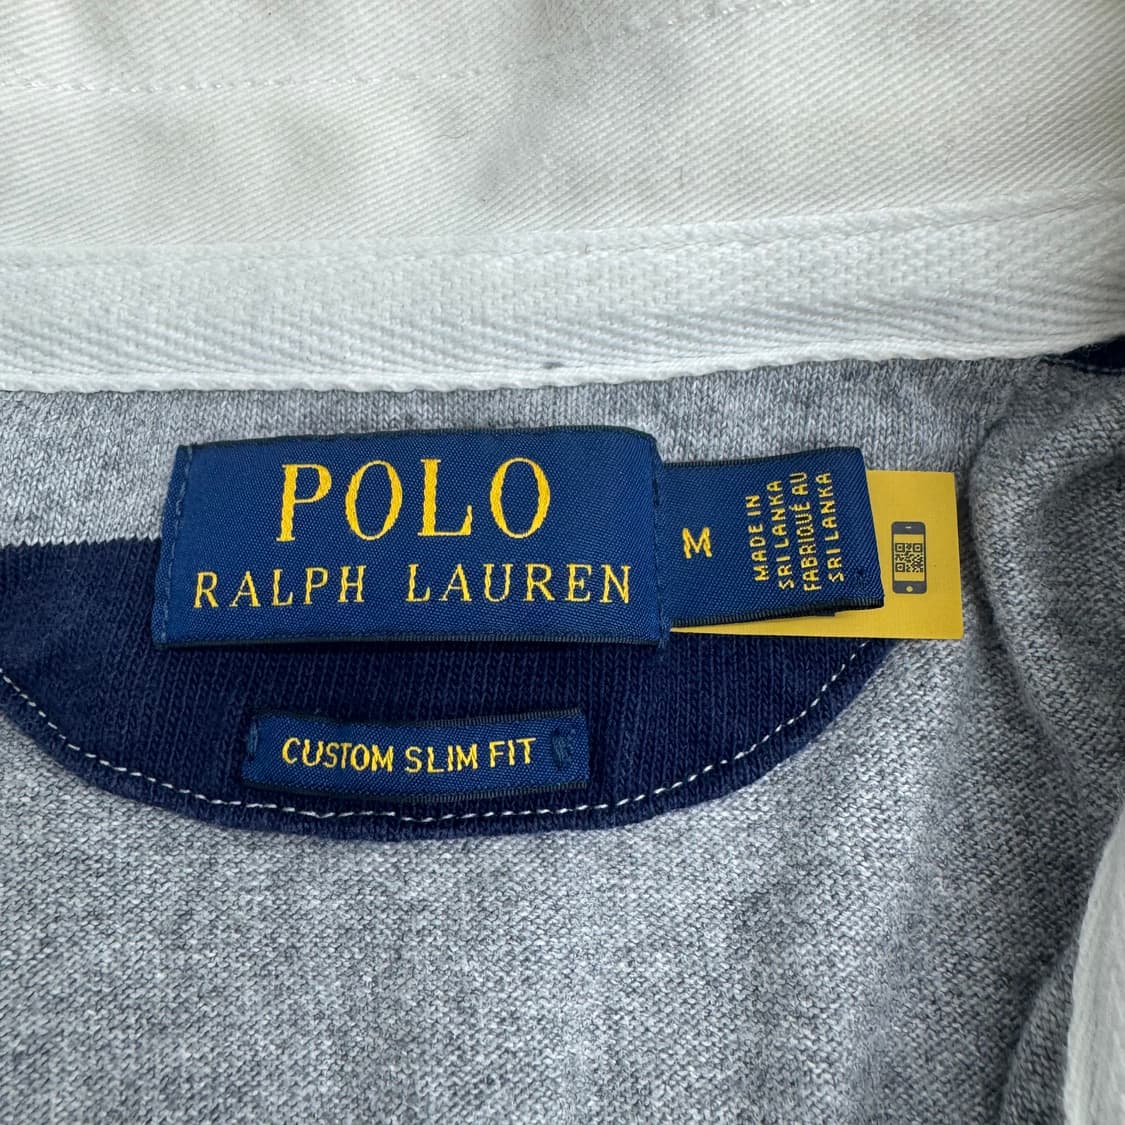 POLO
RALPH LAUREN
M
MADE IN
SRI LANKA
FABRIQUÉ AU
SRI LANKA
CUSTOM SLIM FIT